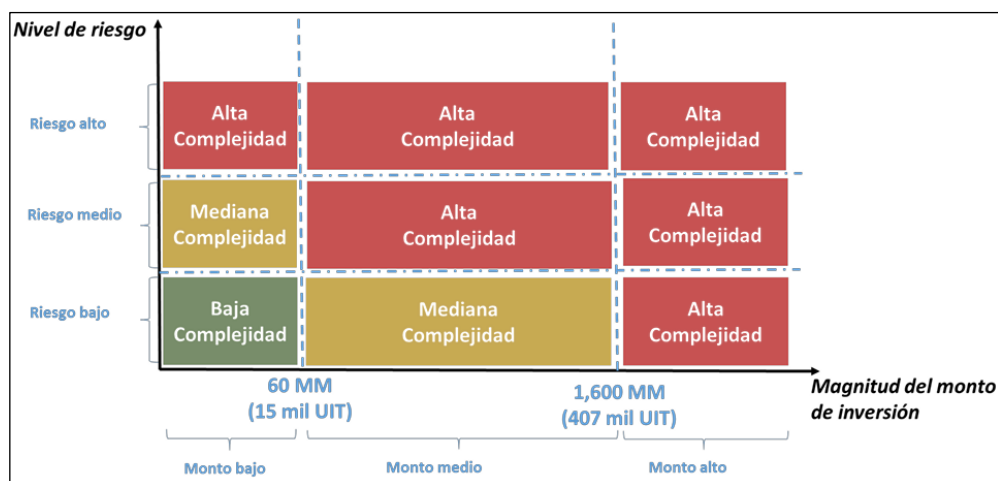 Nivel de riesgo
Riesgo alto
Alta
Complejidad
Alta
Complejidad
Alta
Complejidad
Riesgo medio
Mediana
Complejidad
Alta
Complejidad
Alta
Complejidad
Riesgo bajo
Baja
Complejidad
Mediana
Complejidad
Alta
Complejidad
60 MM
(15 mil UIT)
1,600 MM
(407 mil UIT)
Magnitud del monto
de inversión
Monto bajo
Monto medio
Monto alto